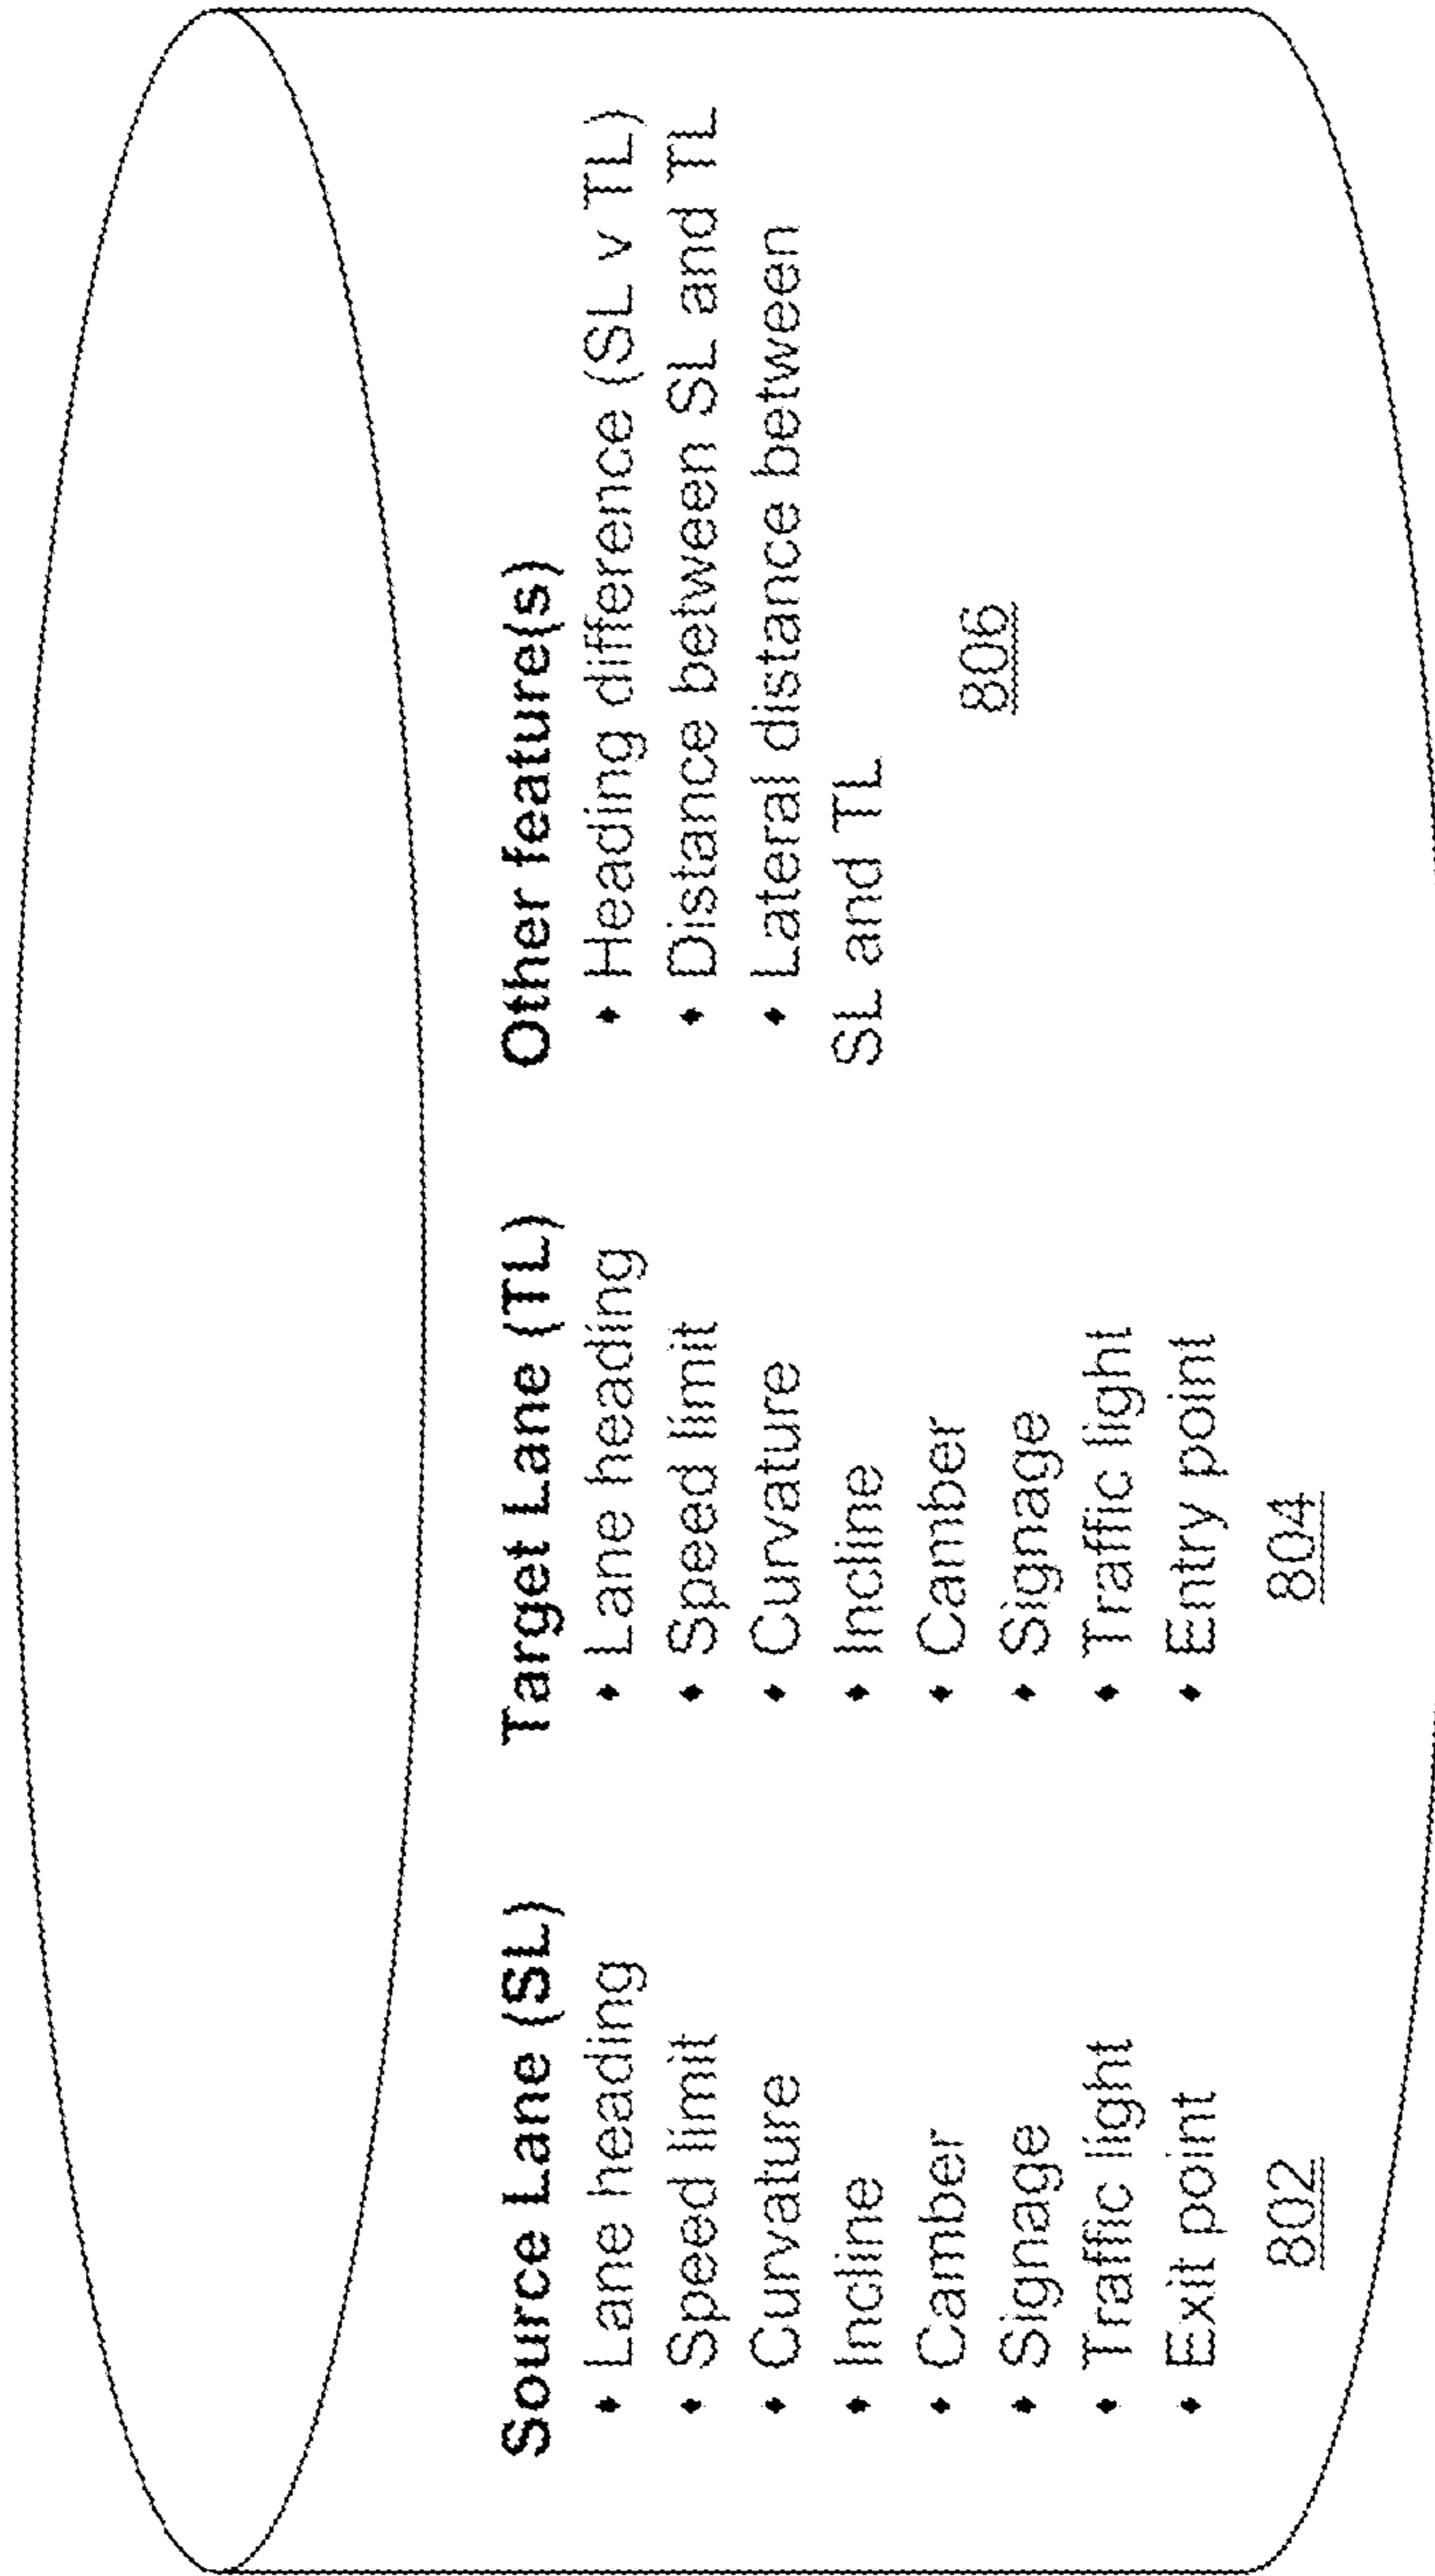 Source Lane (SL)
• Lane heading
• Speed limit
• Curvature
• Incline
• Camber
• Signage
• Traffic light
• Exit point
802
Target Lane (TL)
• Lane heading
• Speed limit
• Curvature
• Incline
• Camber
• Signage
• Traffic light
• Entry point
804
Other feature(s)
• Heading difference (SL v TL)
• Distance between SL and TL
• Lateral distance between
SL and TL
806